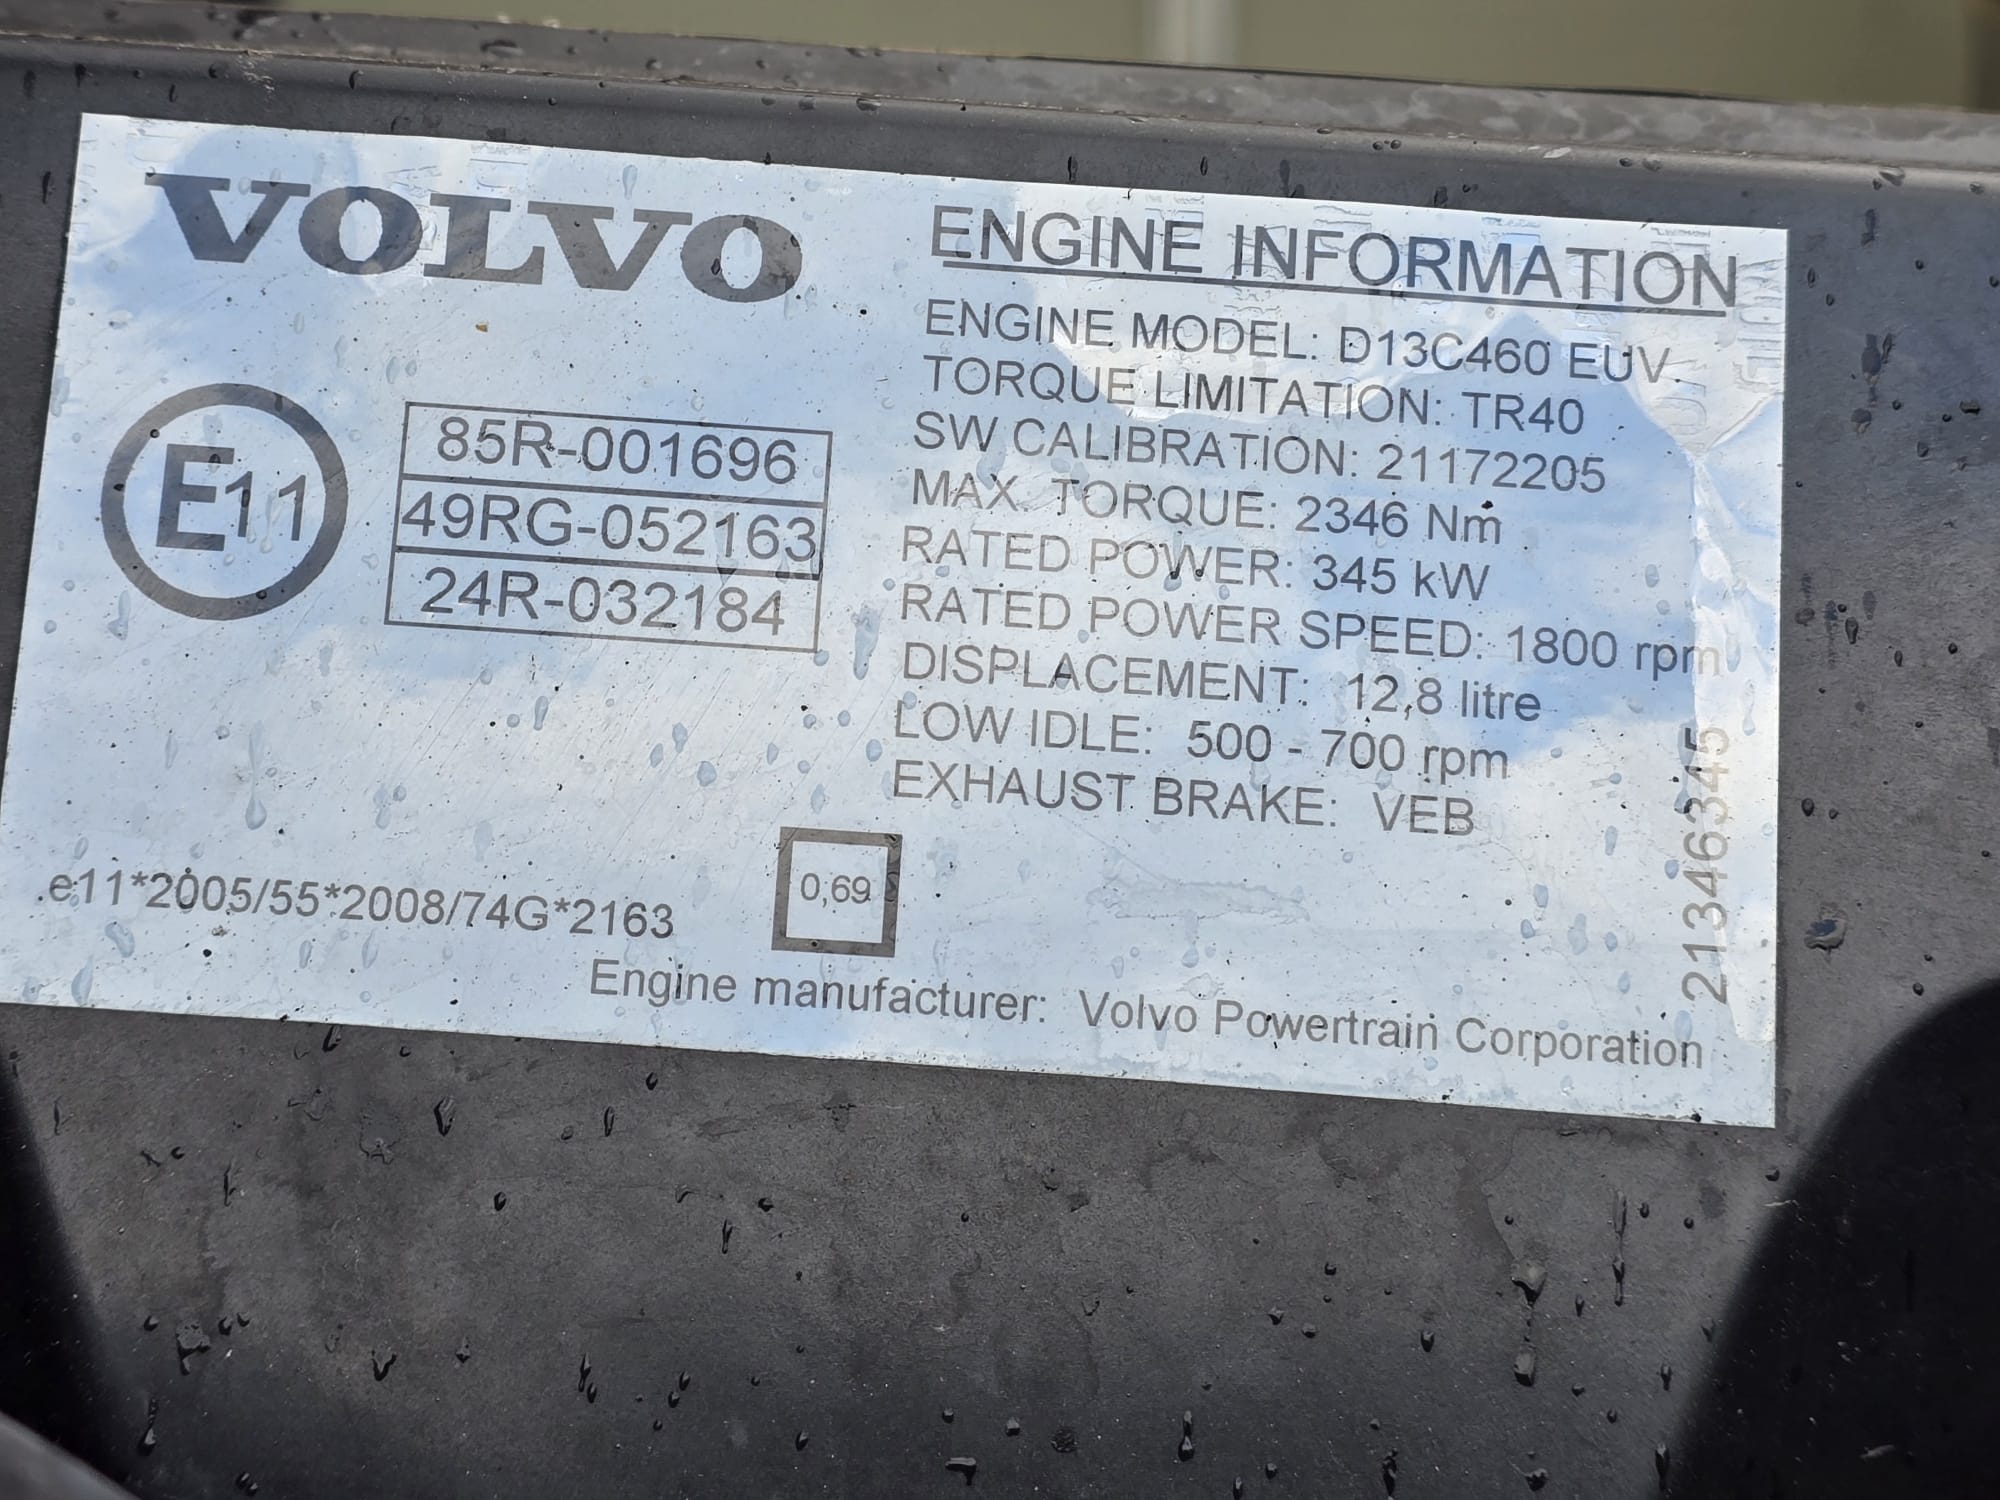 VOLVO
E11
85R-001696
49RG-052163
24R-032184
e11*2005/55*2008/74G*2163
0,69
ENGINE INFORMATION
ENGINE MODEL: D13C460 EUV
TORQUE LIMITATION: TR40
SW CALIBRATION: 21172205
MAX. TORQUE: 2346 Nm
RATED POWER: 345 kW
RATED POWER SPEED: 1800 rpm
DISPLACEMENT: 12,8 litre
LOW IDLE: 500 - 700 rpm
EXHAUST BRAKE: VEB
Engine manufacturer: Volvo Powertrain Corporation
21346345